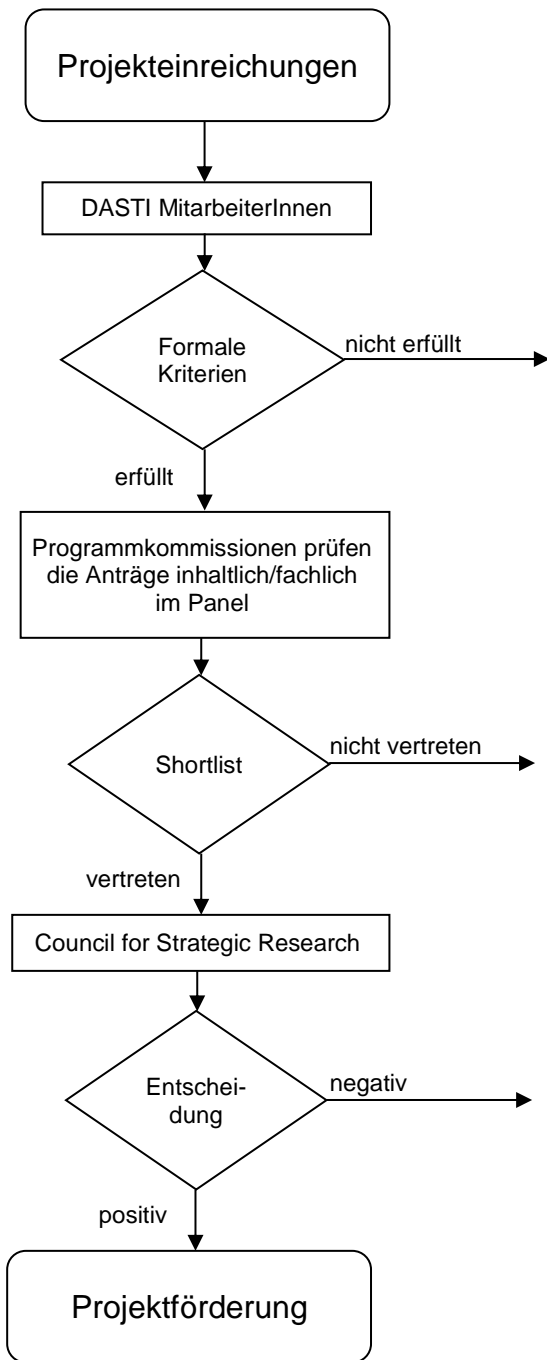 Projekteinreichungen
DASTI MitarbeiterInnen
Formale
Kriterien
nicht erfüllt
erfüllt
Programmkommissionen prüfen
die Anträge inhaltlich/fachlich
im Panel
Shortlist
nicht vertreten
vertreten
Council for Strategic Research
Entschei-
dung
negativ
positiv
Projektförderung